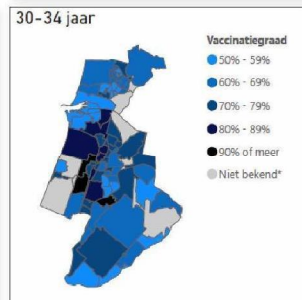 30-34 jaar
Vaccinatiegraad
50% - 59%
60% - 69%
70% - 79%
80% - 89%
90% of meer
Niet bekend*